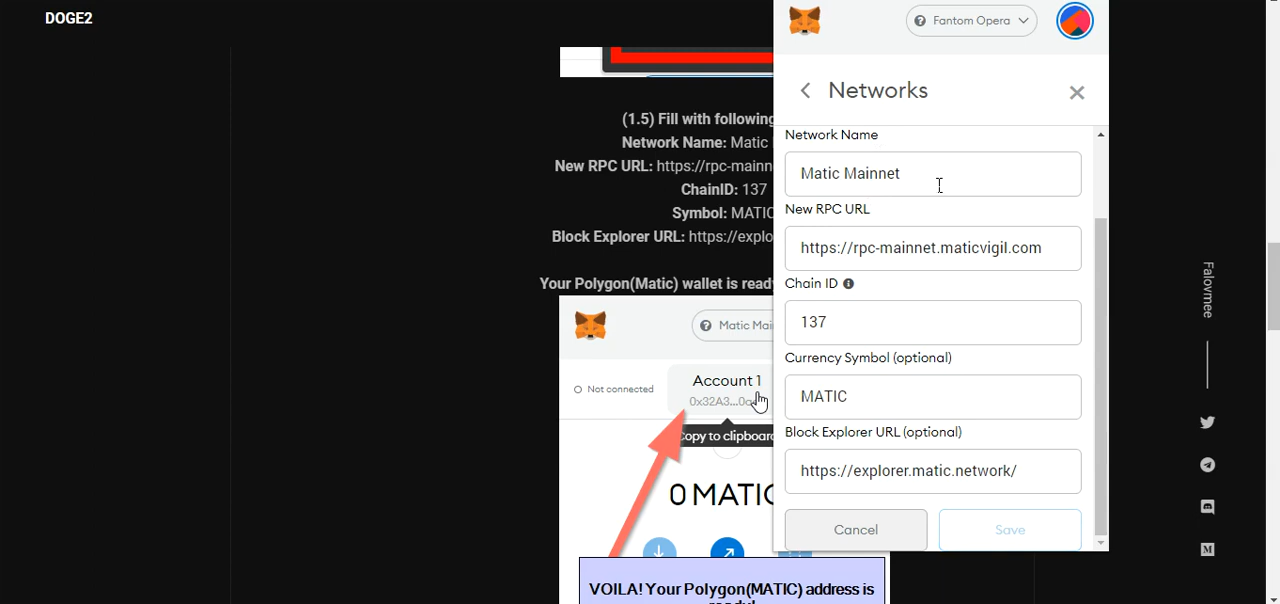 DOGE2
(1.5) Fill with following
Network Name: Matic
New RPC URL: https://rpc-mainn
ChainID: 137
Symbol: MATIC
Block Explorer URL: https://explo
Your Polygon(Matic) wallet is read
Matic Mai
Not connected
Account 1
0x32A3...0a
Copy to clipboard
0 MATIC
VOILA! Your Polygon(MATIC) address is
ready!
Fantom Opera
Networks
Network Name
Matic Mainnet
New RPC URL
https://rpc-mainnet.maticvigil.com
Chain ID
137
Currency Symbol (optional)
MATIC
Block Explorer URL (optional)
https://explorer.matic.network/
Cancel
Save
Falovmee